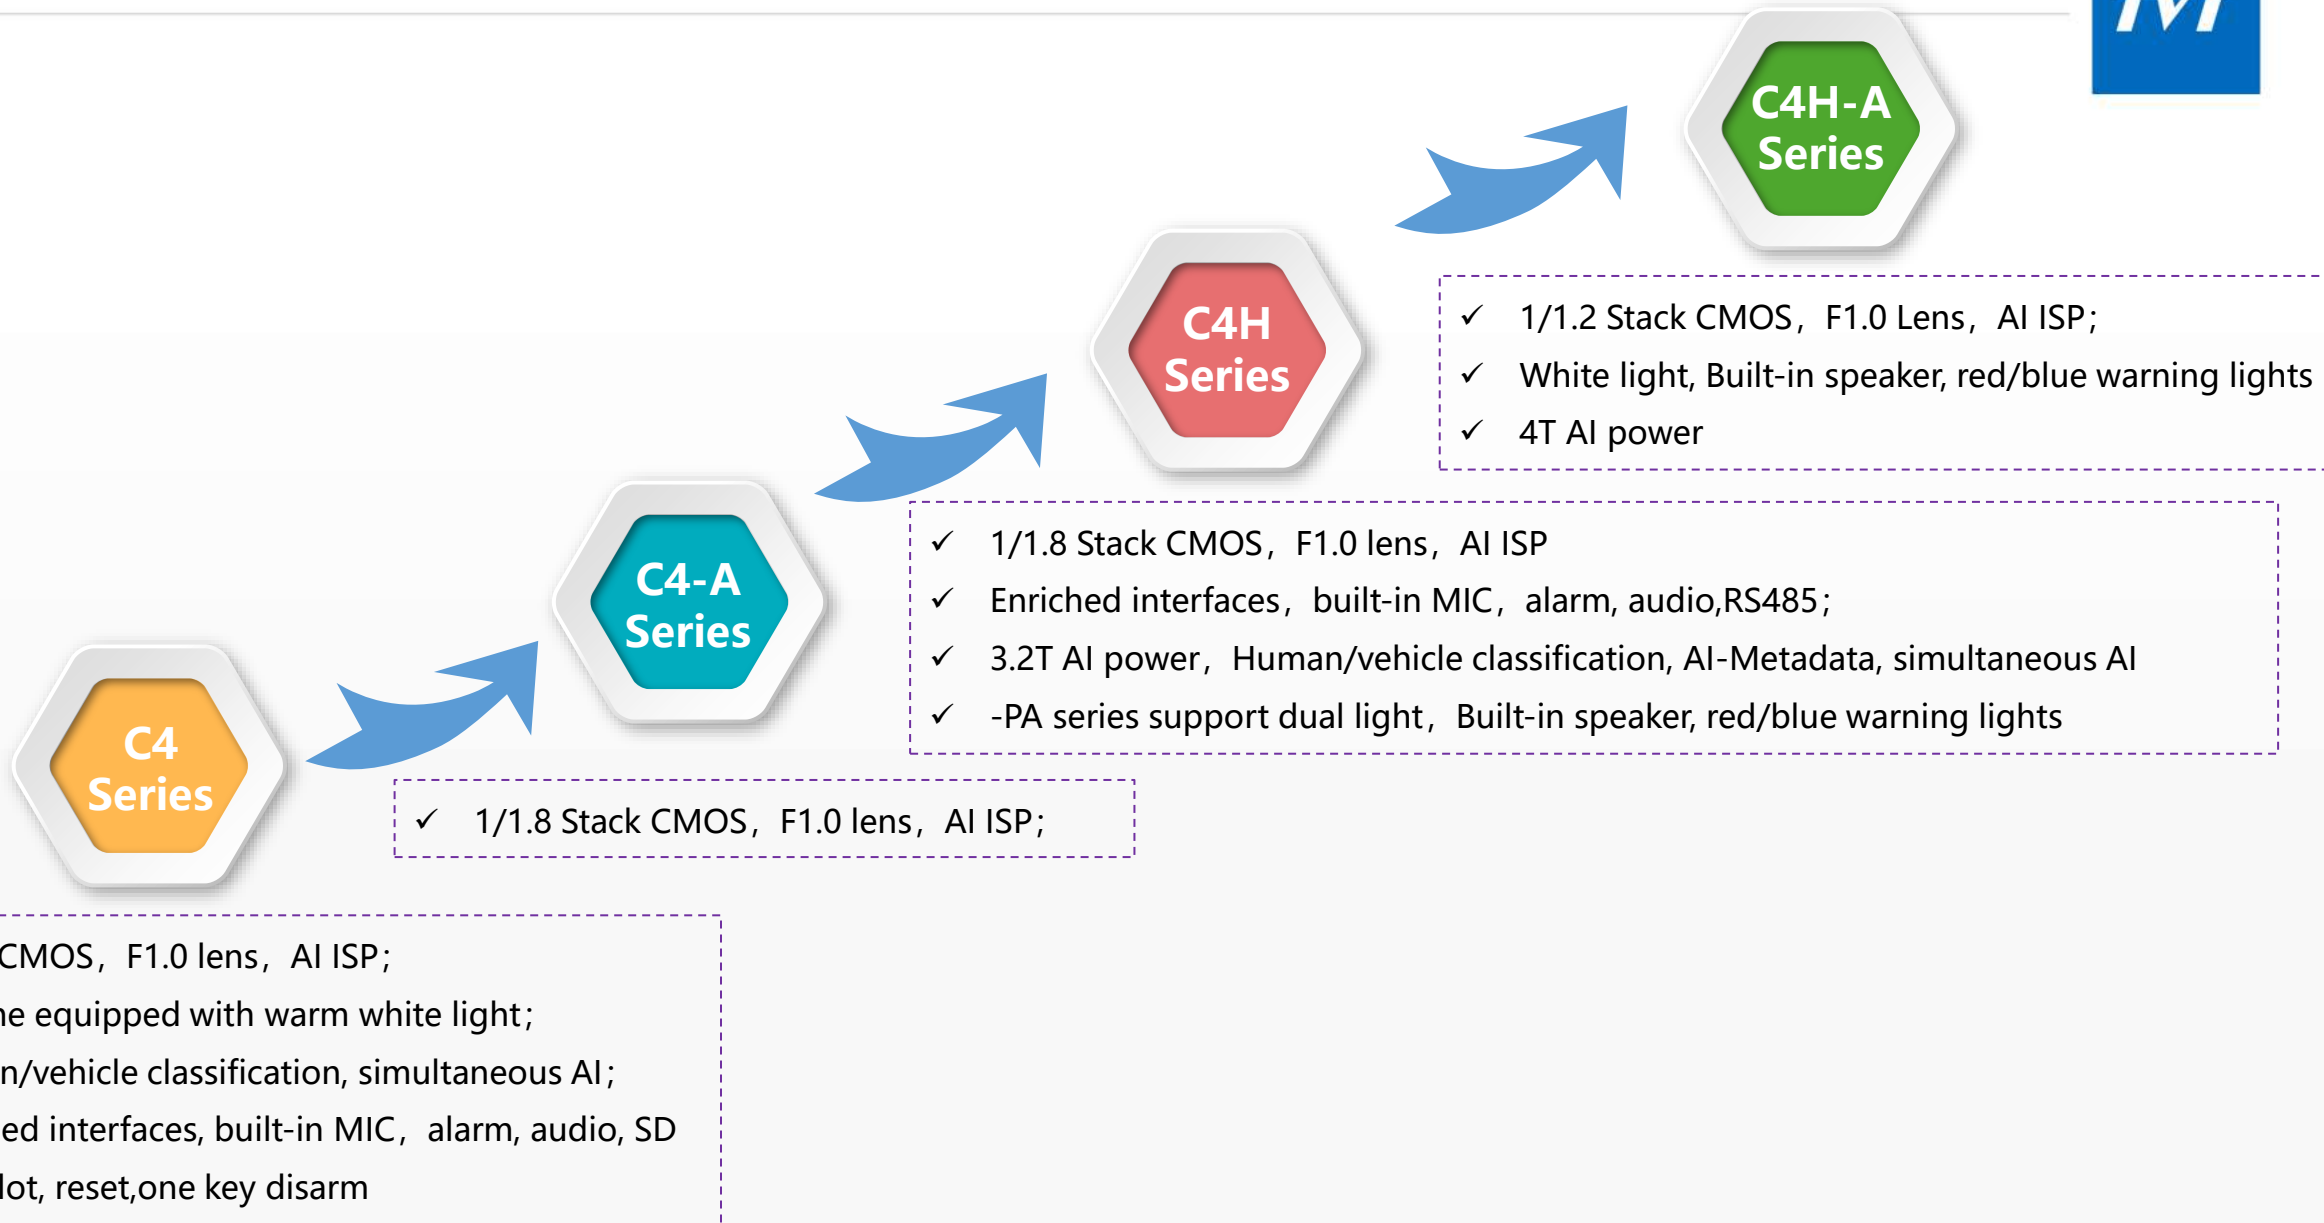 C4H-A
Series
✓ 1/1.2 Stack CMOS，F1.0 Lens，AI ISP；
✓ White light, Built-in speaker, red/blue warning lights
✓ 4T AI power
C4H
Series
✓ 1/1.8 Stack CMOS，F1.0 lens，AI ISP
✓ Enriched interfaces，built-in MIC，alarm, audio,RS485；
✓ 3.2T AI power，Human/vehicle classification, AI-Metadata, simultaneous AI
✓ -PA series support dual light，Built-in speaker, red/blue warning lights
C4-A
Series
✓ 1/1.8 Stack CMOS，F1.0 lens，AI ISP；
C4
Series
CMOS，F1.0 lens，AI ISP；
equipped with warm white light；
n/vehicle classification, simultaneous AI；
ed interfaces, built-in MIC，alarm, audio, SD
lot, reset,one key disarm